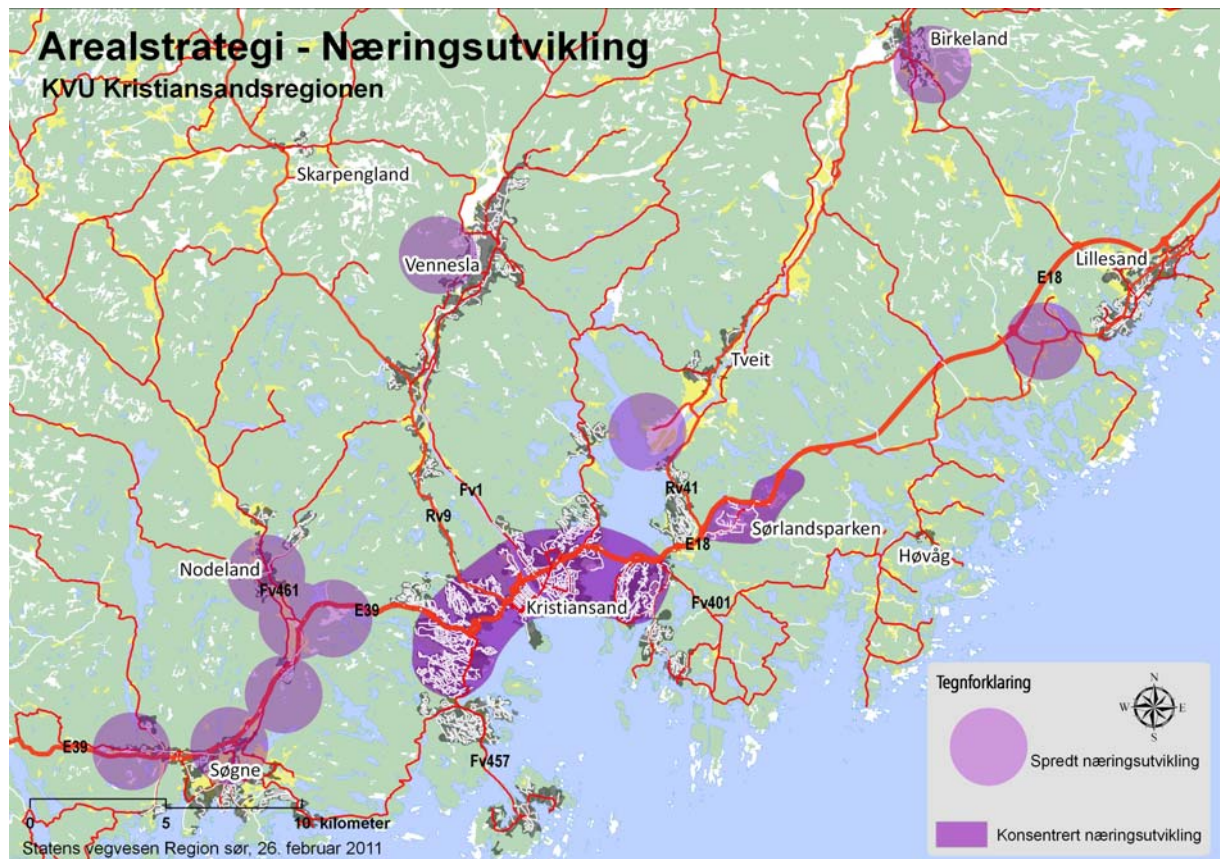 Arealstrategi - Næringsutvikling
KVU Kristiansandsregionen
Birkeland
Skarpengland
Vennesla
Lillesand
E18
Tveit
Fv1
Rv41
Rv9
Sørlandsparken
E18
Høvåg
Nodeland
Fv461
E39
Kristiansand
Fv401
E39
Søgne
Fv457
0 5 10 kilometer
Statens vegvesen Region sør, 26. februar 2011
Tegnforklaring
N
W E
S
Spredt næringsutvikling
Konsentrert næringsutvikling